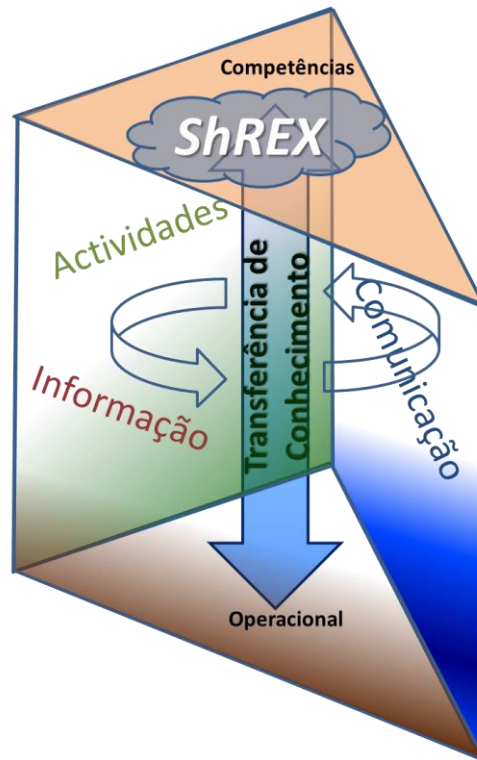 Competências
ShREX
Actividades
Transferência de
Conhecimento
Comunicação
Informação
Operacional